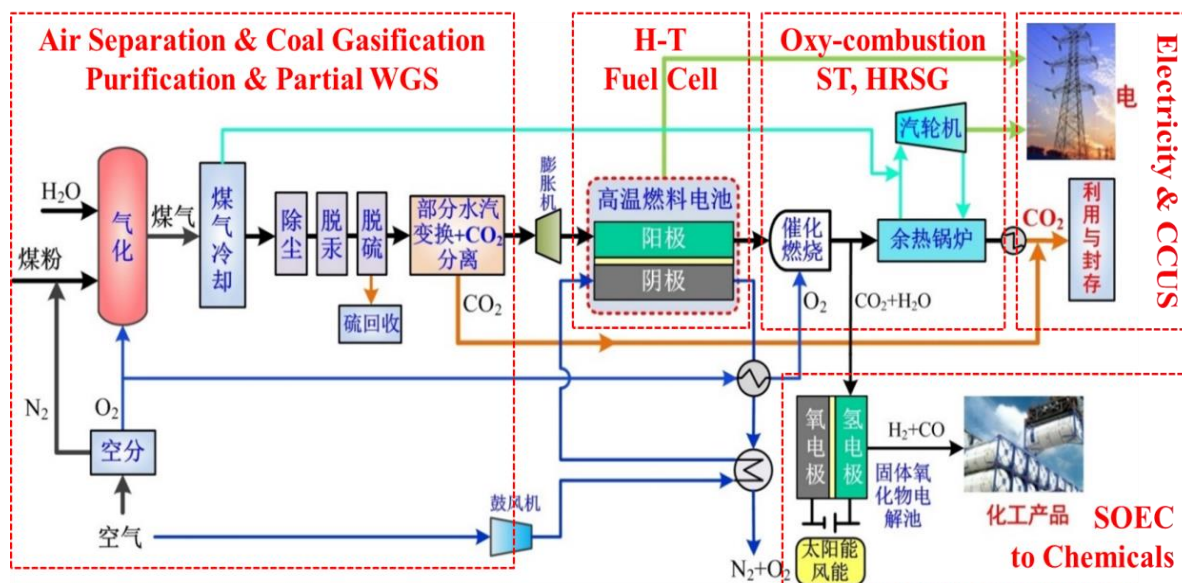 Air Separation & Coal Gasification
Purification & Partial WGS
H-T
Fuel Cell
Oxy-combustion
ST, HRSG
Electricity & CCUS
电
汽轮机
膨胀机
高温燃料电池
阳极
阴极
催化
燃烧
余热锅炉
CO₂
利用与封存
H₂O
煤粉
气化
煤气
煤气冷却
除尘
脱汞
脱硫
部分水汽
变换+CO₂
分离
硫回收
CO₂
O₂
CO₂+H₂O
N₂
O₂
空分
空气
鼓风机
N₂+O₂
氧电极
氢电极
H₂+CO
固体氧
化物电
解池
太阳能
风能
化工产品
SOEC
to Chemicals